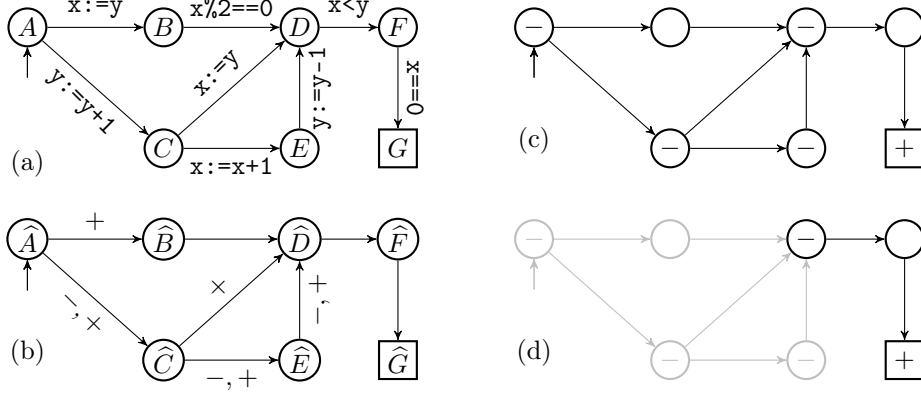 x:=y x%2==0 x<y
A B D F
y:=y+1 x:=y y:=y-1 0==x
C E G
x:=x+1
(a)
− −
− − +
(c)
+
Â B̂ D̂ F̂
−, + + −, +
Ĉ Ê Ĝ
−, +
(b)
− −
− − +
(d)